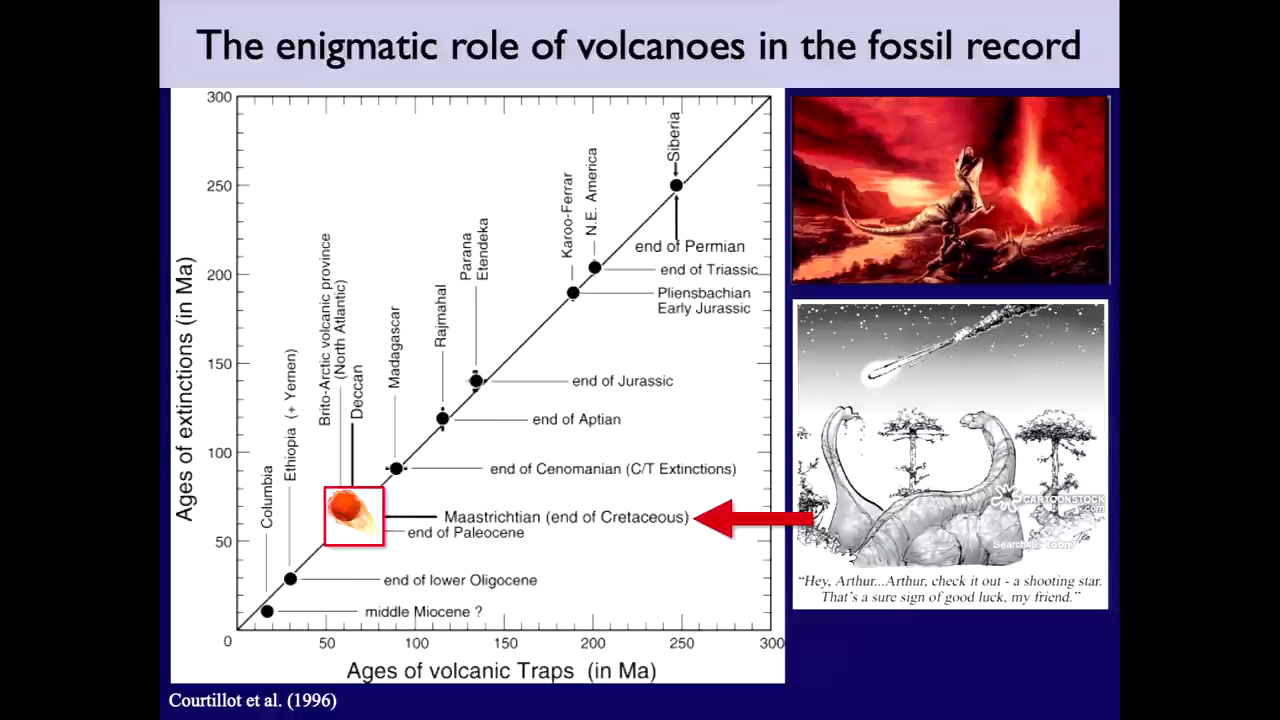 The enigmatic role of volcanoes in the fossil record
300
250
200
150
100
50
0
50
100
150
200
250
300
Ages of extinctions (in Ma)
Ages of volcanic Traps (in Ma)
Columbia
Ethiopia (+ Yemen)
Brito-Arctic volcanic province
(North Atlantic)
Deccan
Madagascar
Rajmahal
Parana
Etendeka
Karoo-Ferrar
N.E. America
Siberia
end of Permian
end of Triassic
Pliensbachian
Early Jurassic
end of Jurassic
end of Aptian
end of Cenomanian (C/T Extinctions)
Maastrichtian (end of Cretaceous)
end of Paleocene
end of lower Oligocene
middle Miocene ?
CARTOONSTOCK
.com
"Hey, Arthur...Arthur, check it out - a shooting star.
That's a sure sign of good luck, my friend."
Courtillot et al. (1996)